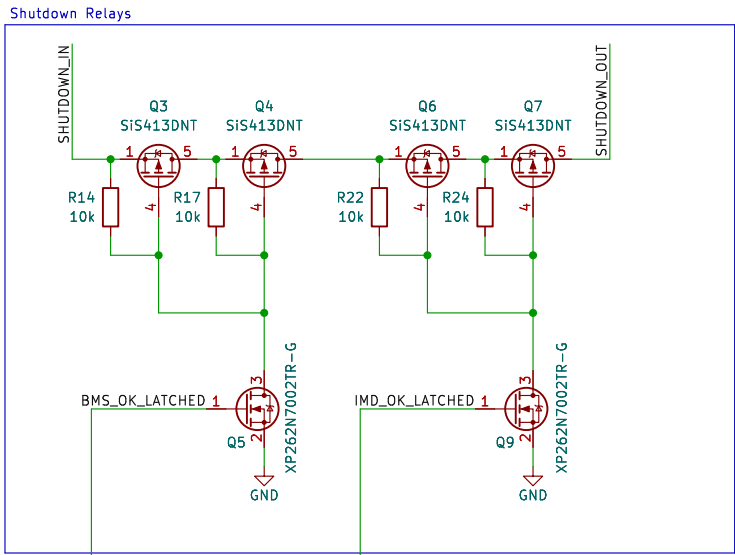 Shutdown Relays
SHUTDOWN_IN
SHUTDOWN_OUT
Q3
SiS413DNT
Q4
SiS413DNT
Q6
SiS413DNT
Q7
SiS413DNT
1
5
1
5
1
5
1
5
R14
10k
4
R17
10k
4
R22
10k
4
R24
10k
4
BMS_OK_LATCHED
1
3
2
Q5
XP262N7002TR-G
GND
IMD_OK_LATCHED
1
3
2
Q9
XP262N7002TR-G
GND